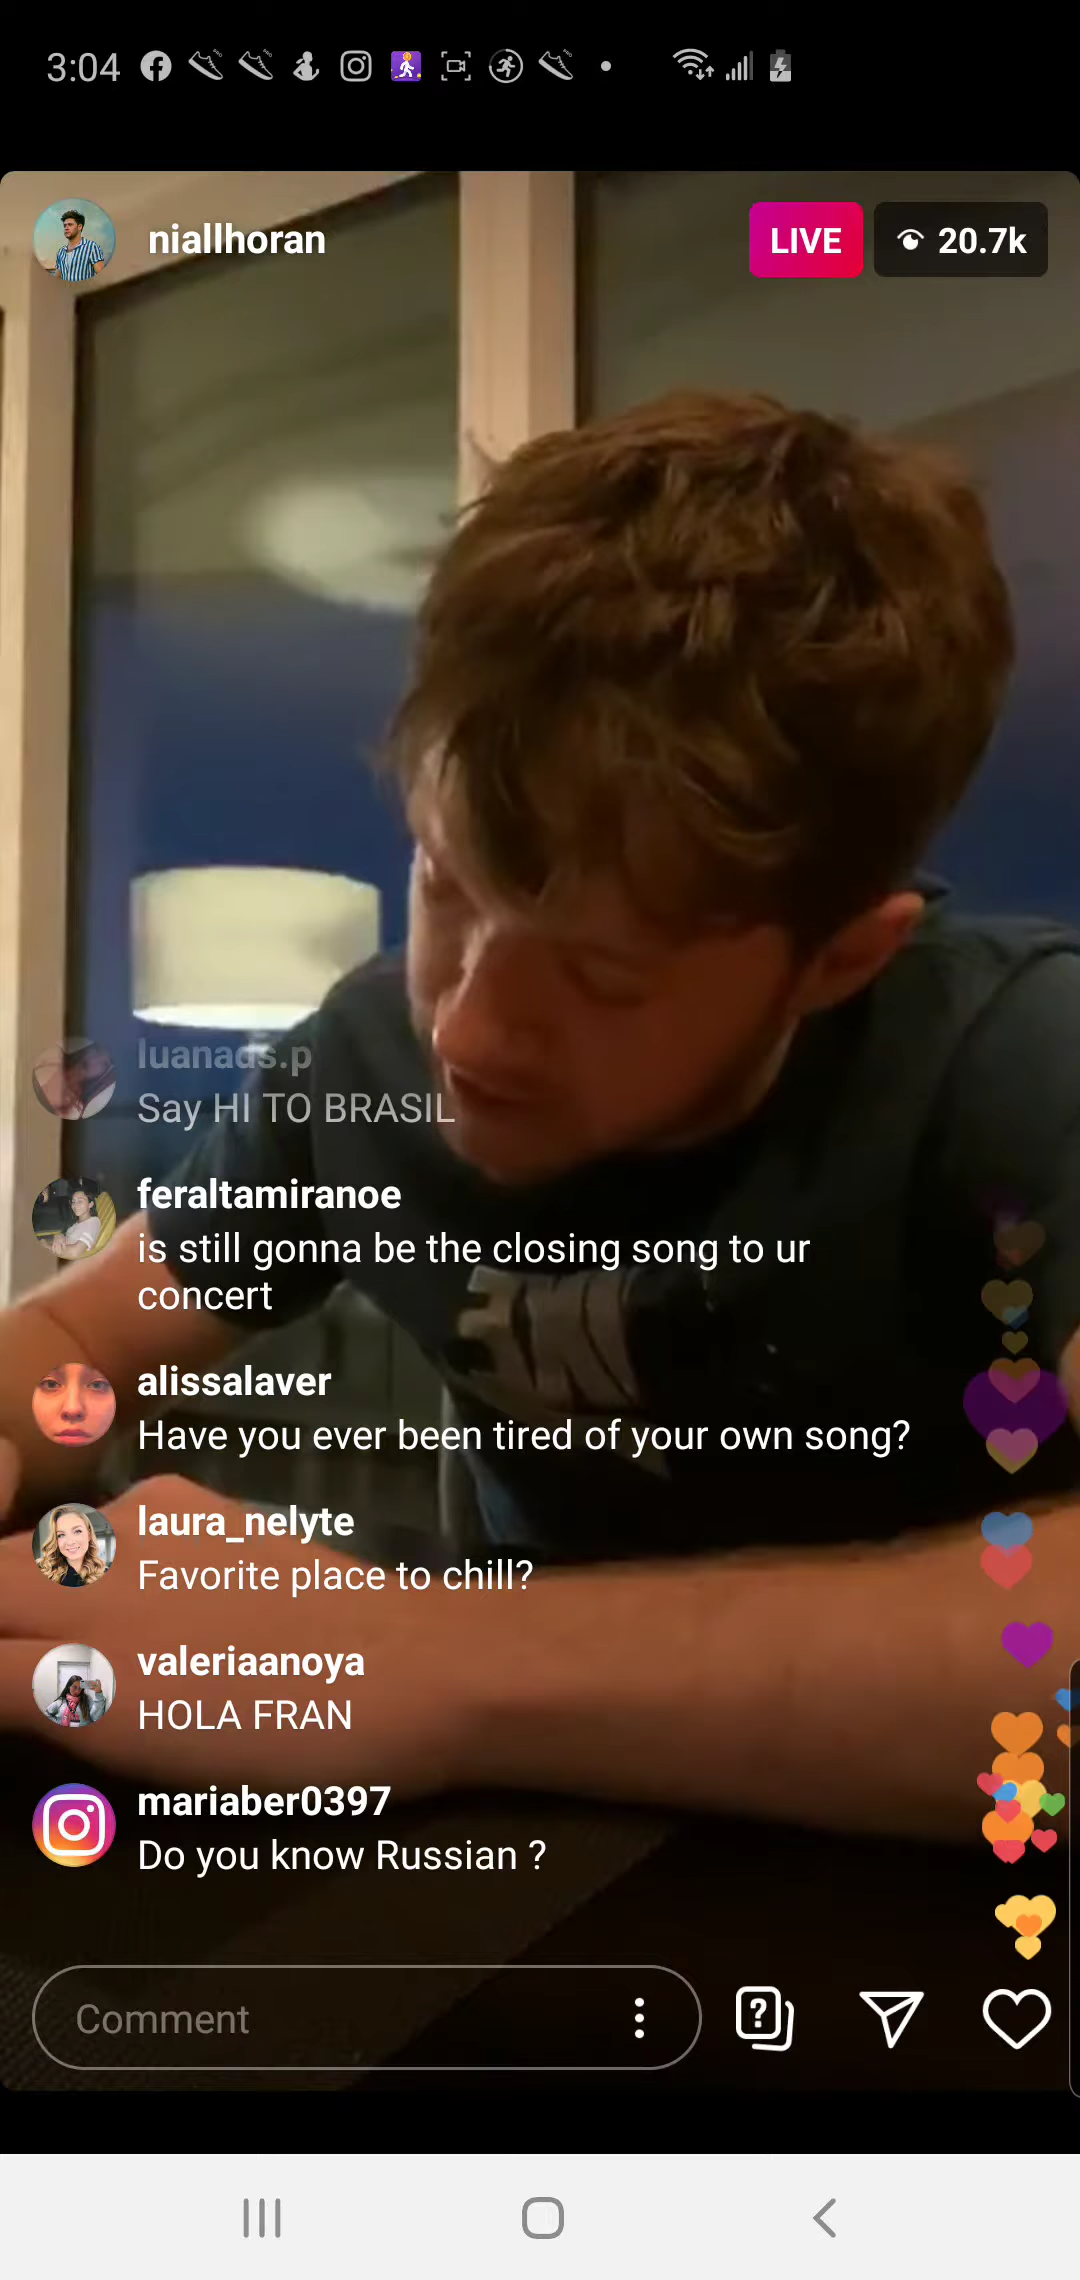 3:04
niallhoran
LIVE
20.7k
luanads.p
Say HI TO BRASIL
feraltamiranoe
is still gonna be the closing song to ur
concert
alissalaver
Have you ever been tired of your own song?
laura_nelyte
Favorite place to chill?
valeriaanoya
HOLA FRAN
mariaber0397
Do you know Russian ?
Comment